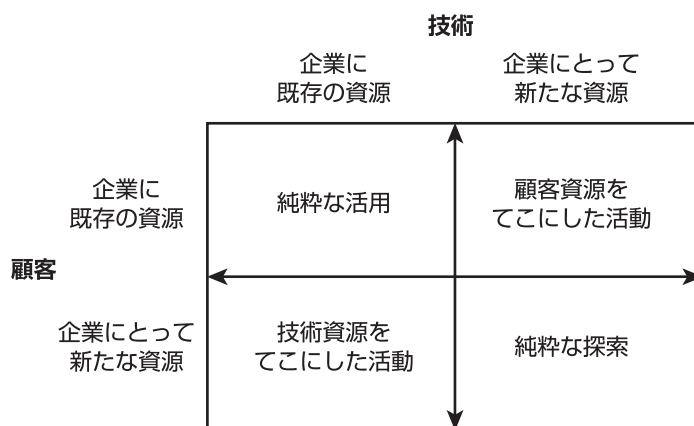 技術
企業に
既存の資源
企業にとって
新たな資源
企業に
既存の資源
純粋な活用
顧客資源を
てこにした活動
顧客
企業にとって
新たな資源
技術資源を
てこにした活動
純粋な探索